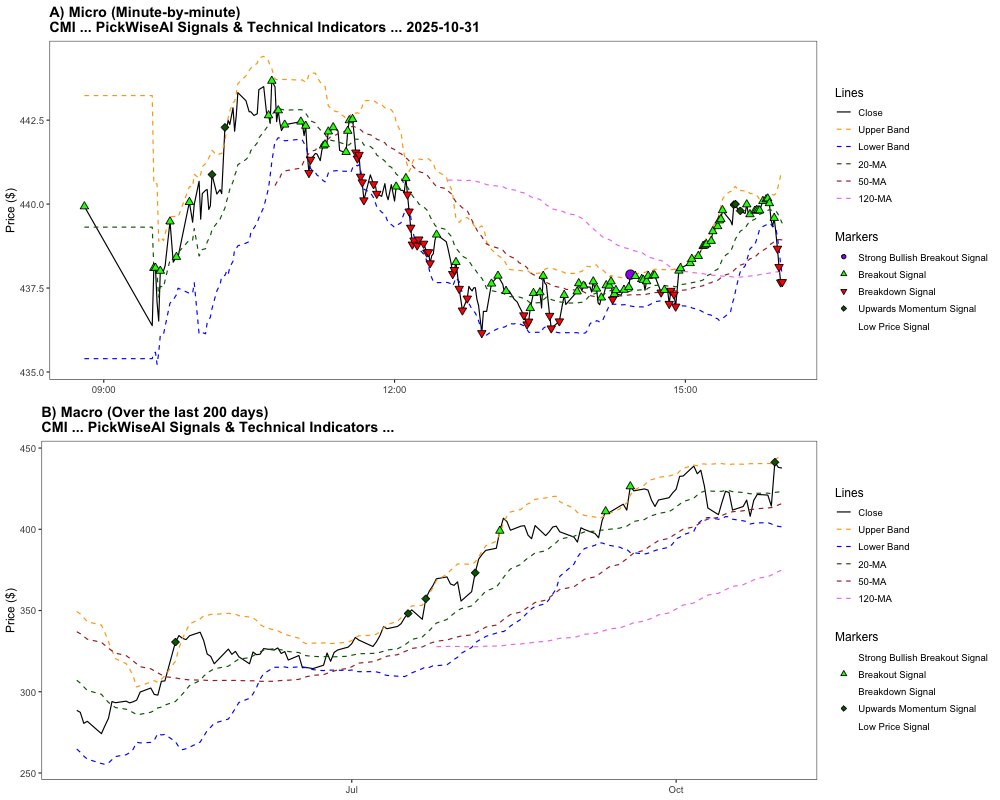 A) Micro (Minute-by-minute)
CMI ... PickWiseAI Signals & Technical Indicators ... 2025-10-31
Price ($)
442.5
440.0
437.5
435.0
09:00
12:00
15:00
Lines
Close
Upper Band
Lower Band
20-MA
50-MA
120-MA
Markers
Strong Bullish Breakout Signal
Breakout Signal
Breakdown Signal
Upwards Momentum Signal
Low Price Signal
B) Macro (Over the last 200 days)
CMI ... PickWiseAI Signals & Technical Indicators ...
Price ($)
450
400
350
300
250
Jul
Oct
Lines
Close
Upper Band
Lower Band
20-MA
50-MA
120-MA
Markers
Strong Bullish Breakout Signal
Breakout Signal
Breakdown Signal
Upwards Momentum Signal
Low Price Signal